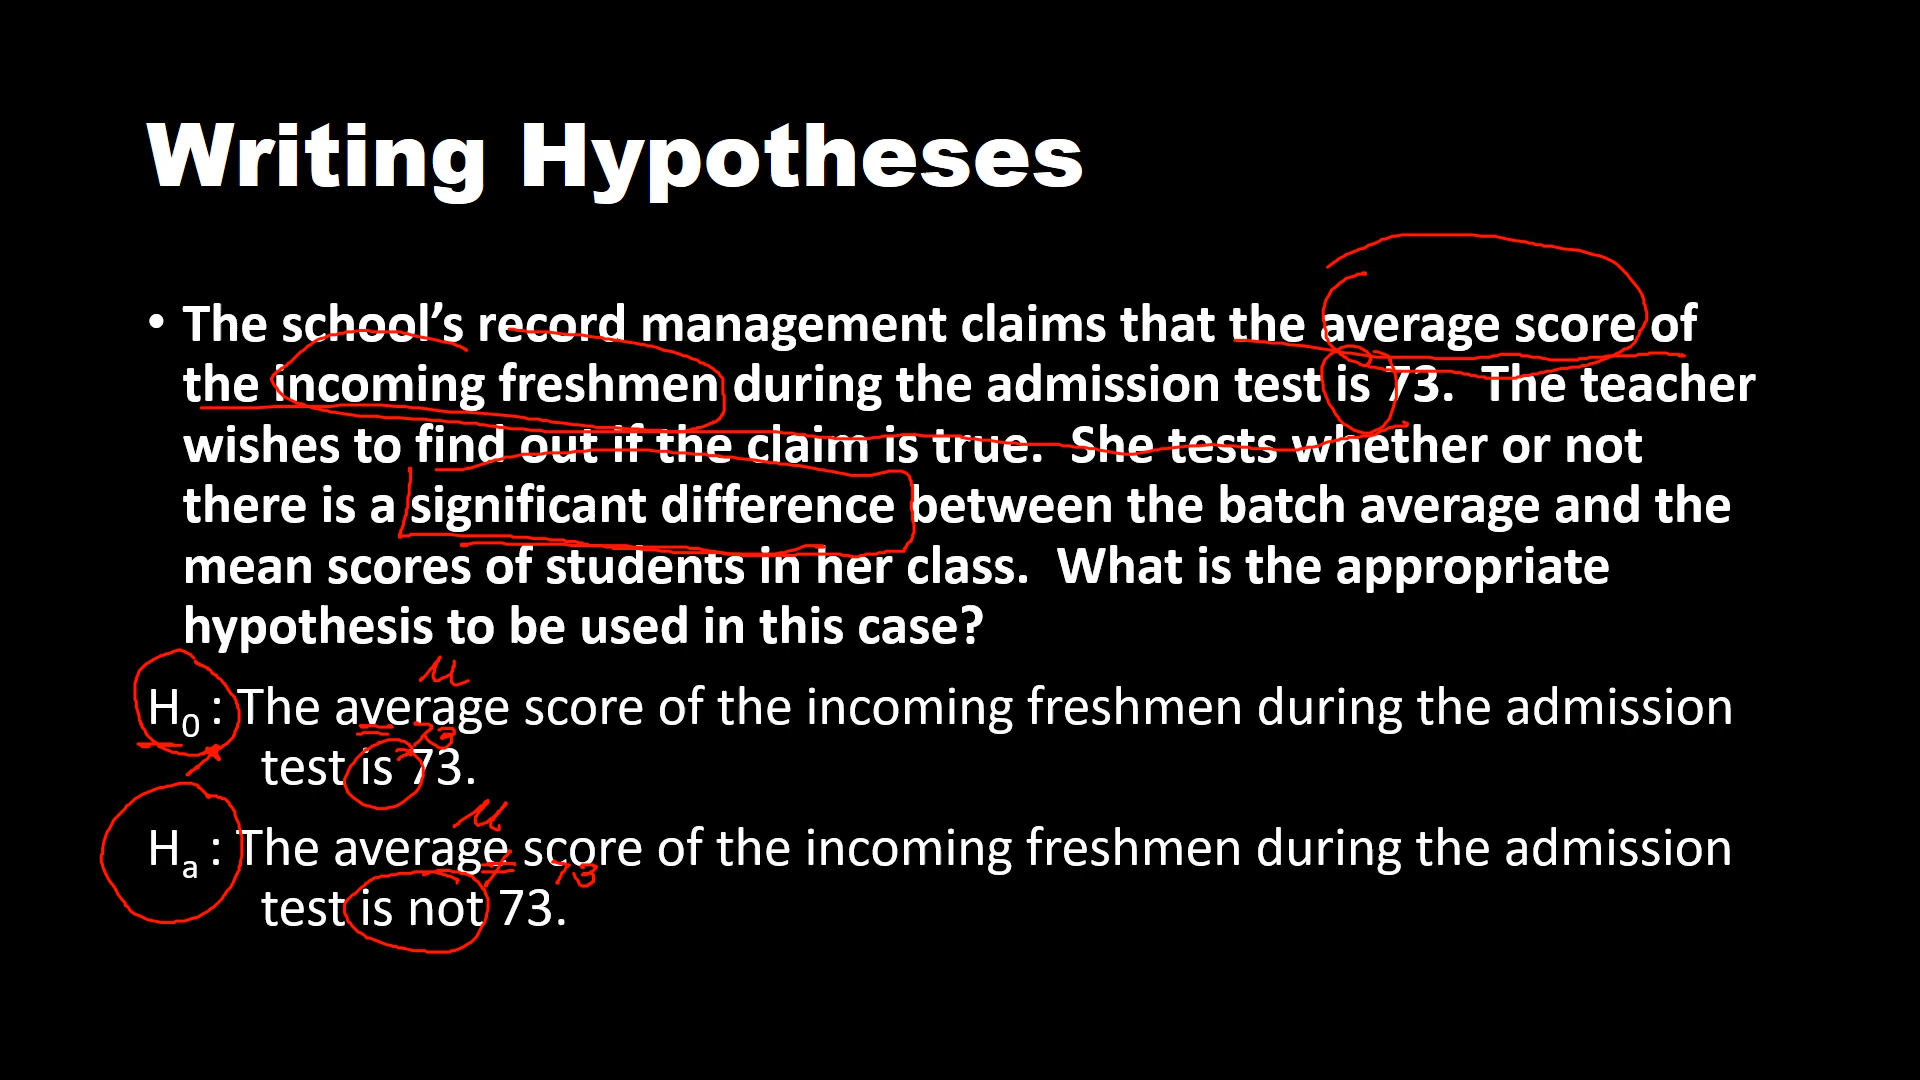 Writing Hypotheses
• The school’s record management claims that the average score of
the incoming freshmen during the admission test is 73.  The teacher
wishes to find out if the claim is true.  She tests whether or not
there is a significant difference between the batch average and the
mean scores of students in her class.  What is the appropriate
hypothesis to be used in this case?
μ
H₀ : The average score of the incoming freshmen during the admission
= 73
test is 73.
μ
Hₐ : The average score of the incoming freshmen during the admission
≠ 73
test is not 73.